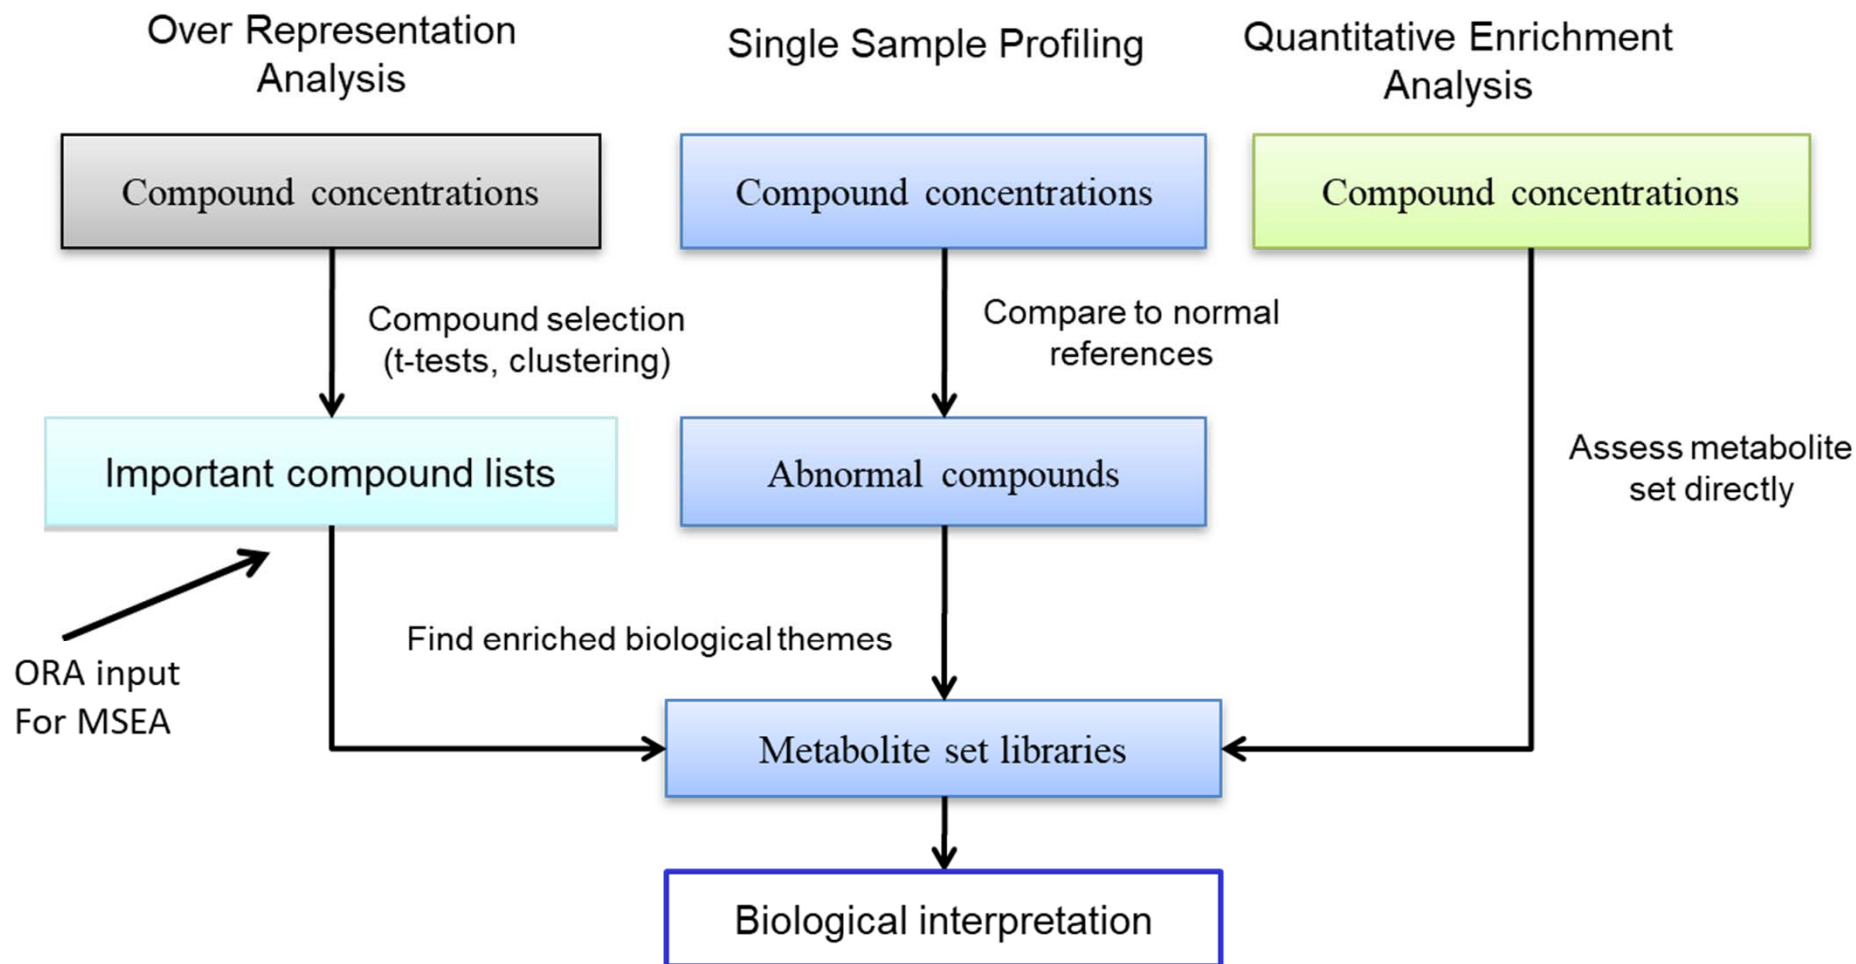 Over Representation
Analysis
Single Sample Profiling
Quantitative Enrichment
Analysis
Compound concentrations
Compound concentrations
Compound concentrations
Compound selection
(t-tests, clustering)
Compare to normal
references
Assess metabolite
set directly
Important compound lists
Abnormal compounds
ORA input
For MSEA
Find enriched biological themes
Metabolite set libraries
Biological interpretation